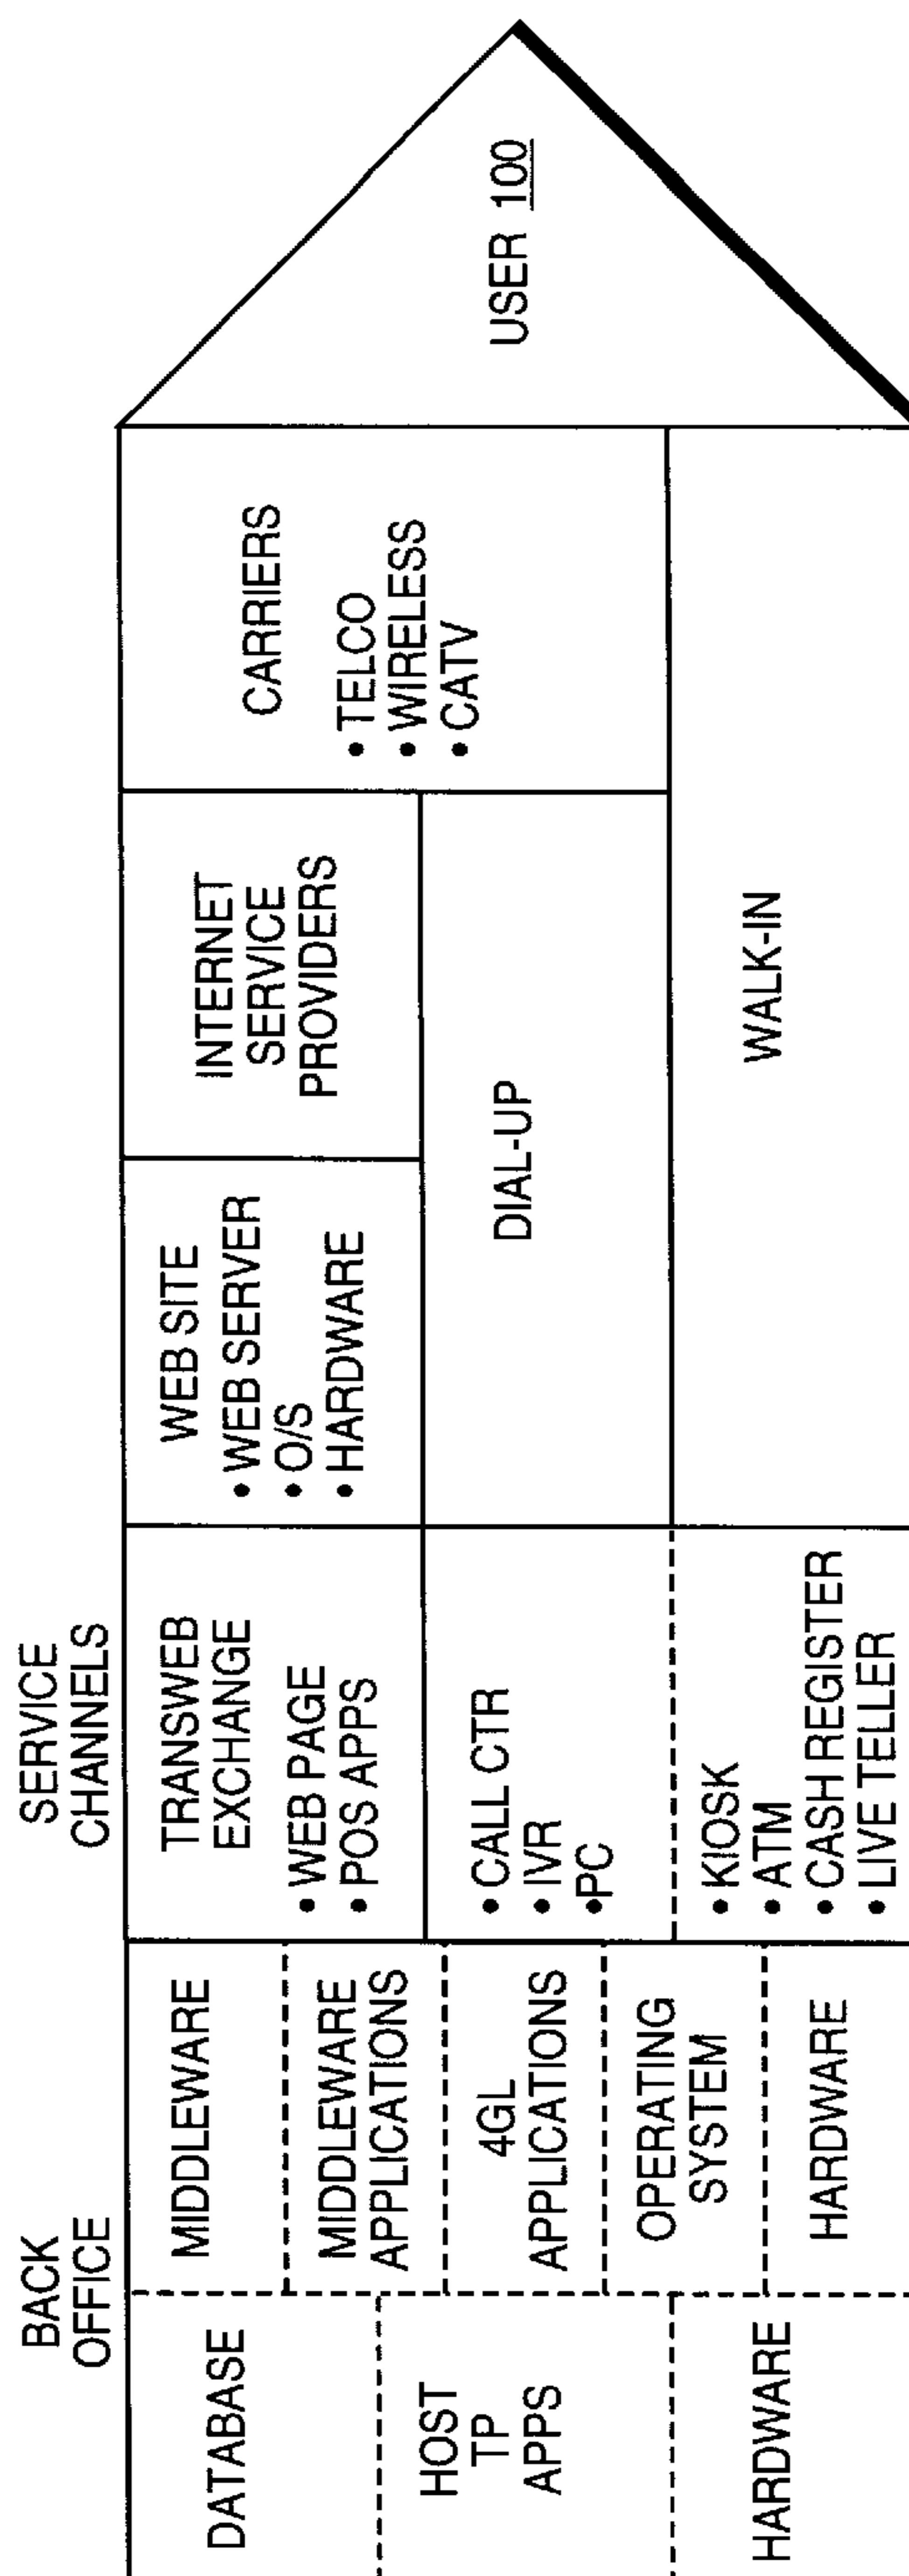 BACK
OFFICE
SERVICE
CHANNELS
DATABASE
HOST
TP
APPS
HARDWARE
MIDDLEWARE
MIDDLEWARE
APPLICATIONS
4GL
APPLICATIONS
OPERATING
SYSTEM
HARDWARE
TRANSWEB
EXCHANGE
• WEB PAGE
• POS APPS
• CALL CTR
• IVR
•PC
• KIOSK
• ATM
• CASH REGISTER
• LIVE TELLER
WEB SITE
• WEB SERVER
• O/S
• HARDWARE
INTERNET
SERVICE
PROVIDERS
DIAL-UP
WALK-IN
CARRIERS
• TELCO
• WIRELESS
• CATV
USER 100